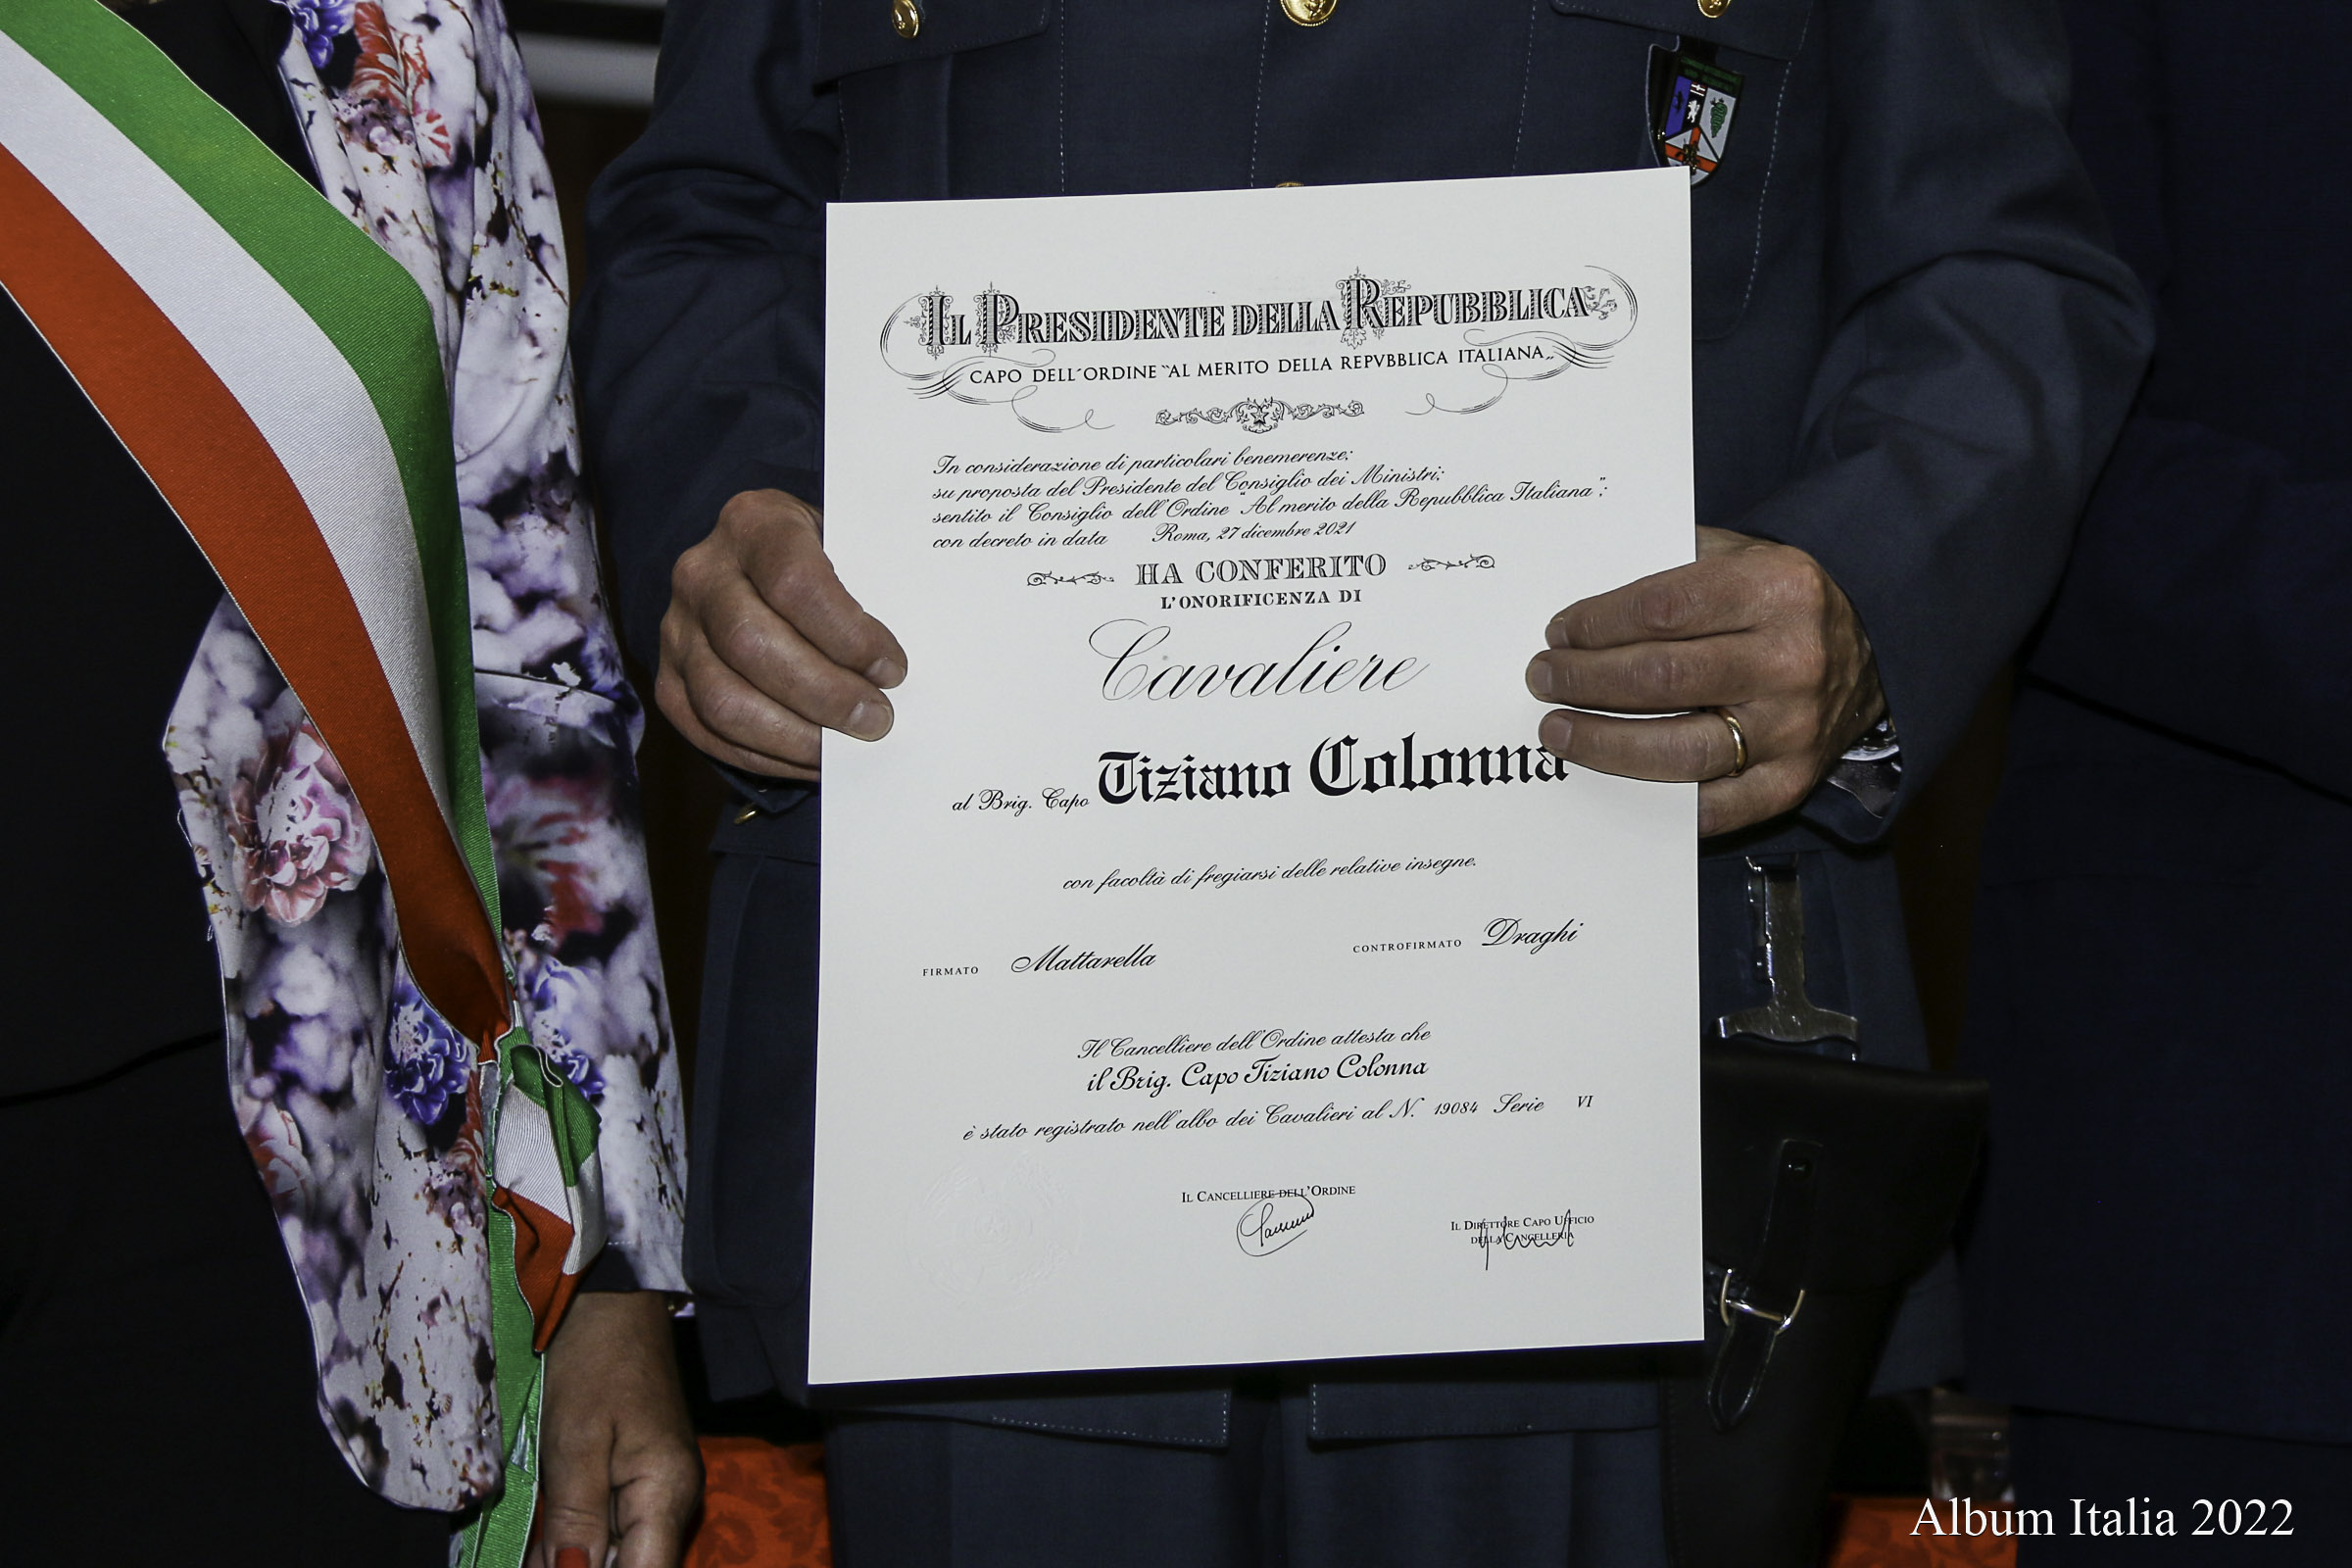 IL PRESIDENTE DELLA REPUBBLICA
CAPO DELL'ORDINE "AL MERITO DELLA REPVBBLICA ITALIANA„
In considerazione di particolari benemerenze;
su proposta del Presidente del Consiglio dei Ministri;
sentito il Consiglio dell'Ordine "Al merito della Repubblica Italiana";
con decreto in data Roma, 27 dicembre 2021
HA CONFERITO
L'ONORIFICENZA DI
Cavaliere
al Brig. Capo Tiziano Colonna
con facoltà di fregiarsi delle relative insegne.
FIRMATO Mattarella CONTROFIRMATO Draghi
Il Cancelliere dell'Ordine attesta che
il Brig. Capo Tiziano Colonna
è stato registrato nell'albo dei Cavalieri al N. 19084 Serie VI
IL CANCELLIERE DELL'ORDINE
IL DIRETTORE CAPO UFFICIO
DELLA CANCELLERIA
Album Italia 2022